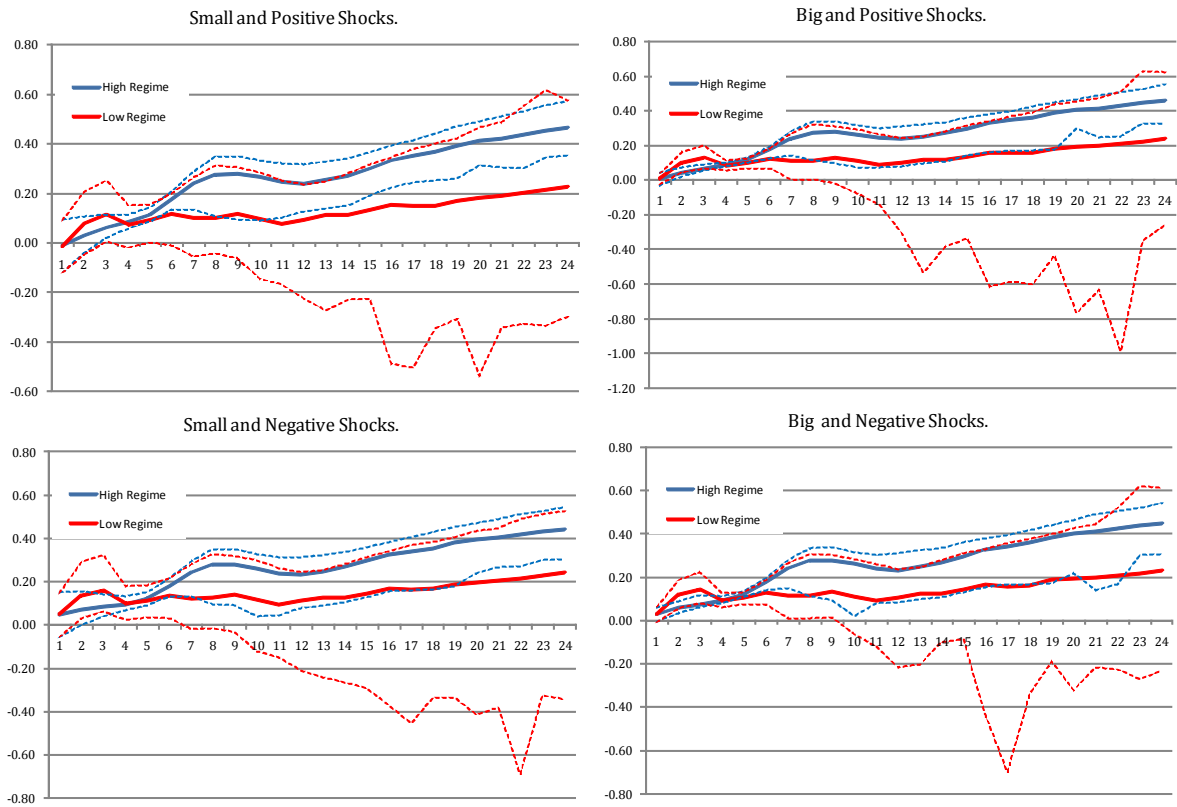 Small and Positive Shocks.
0.80
0.60
0.40
0.20
0.00
-0.20
-0.40
-0.60
High Regime
Low Regime
1 2 3 4 5 6 7 8 9 10 11 12 13 14 15 16 17 18 19 20 21 22 23 24
Big and Positive Shocks.
0.80
0.60
0.40
0.20
0.00
-0.20
-0.40
-0.60
-0.80
-1.00
-1.20
High Regime
Low Regime
1 2 3 4 5 6 7 8 9 10 11 12 13 14 15 16 17 18 19 20 21 22 23 24
Small and Negative Shocks.
0.80
0.60
0.40
0.20
0.00
-0.20
-0.40
-0.60
-0.80
High Regime
Low Regime
1 2 3 4 5 6 7 8 9 10 11 12 13 14 15 16 17 18 19 20 21 22 23 24
Big and Negative Shocks.
0.80
0.60
0.40
0.20
0.00
-0.20
-0.40
-0.60
-0.80
High Regime
Low Regime
1 2 3 4 5 6 7 8 9 10 11 12 13 14 15 16 17 18 19 20 21 22 23 24